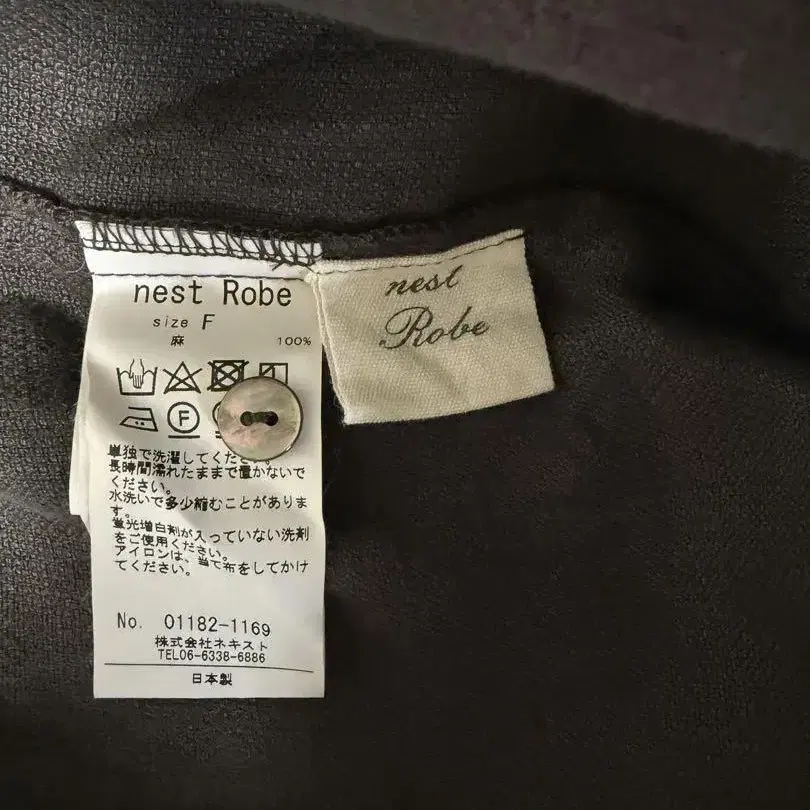 nest Robe
size F
麻 100%
F
単独で洗濯してください。
長時間濡れたままで置かないで
ください。
水洗いで多少縮むことがありま
す。
蛍光増白剤が入っていない洗剤
をご使用ください。
アイロンは、当て布をしてかけ
てください。
No. 01182-1169
株式会社ネキスト
TEL06-6338-6886
日本製
nest
Robe